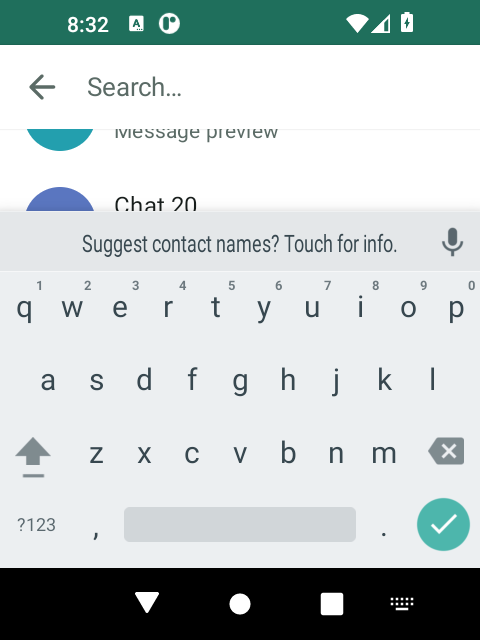 8:32
Search...
Message preview
Chat 20
Suggest contact names? Touch for info.
1 2 3 4 5 6 7 8 9 0
q w e r t y u i o p
a s d f g h j k l
z x c v b n m
?123 , .